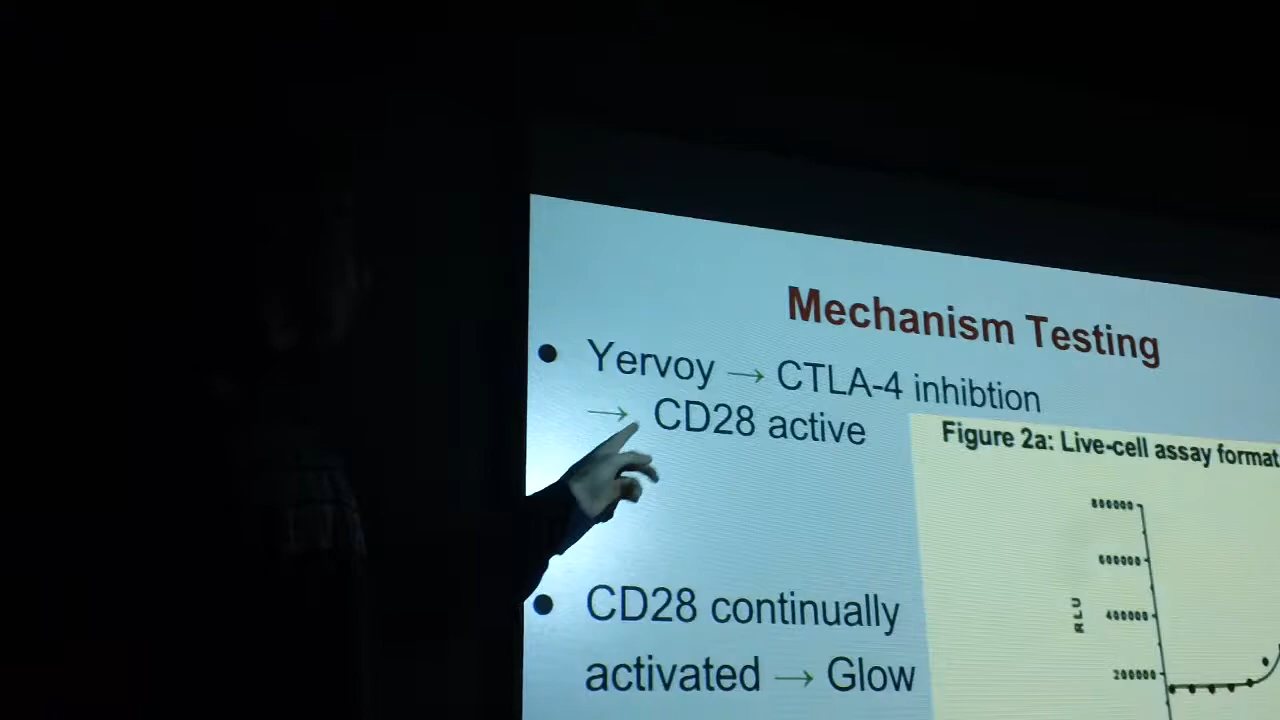 Mechanism Testing
• Yervoy → CTLA-4 inhibtion
→ CD28 active
Figure 2a: Live-cell assay format
800000
600000
RLU
400000
200000
• CD28 continually
activated → Glow